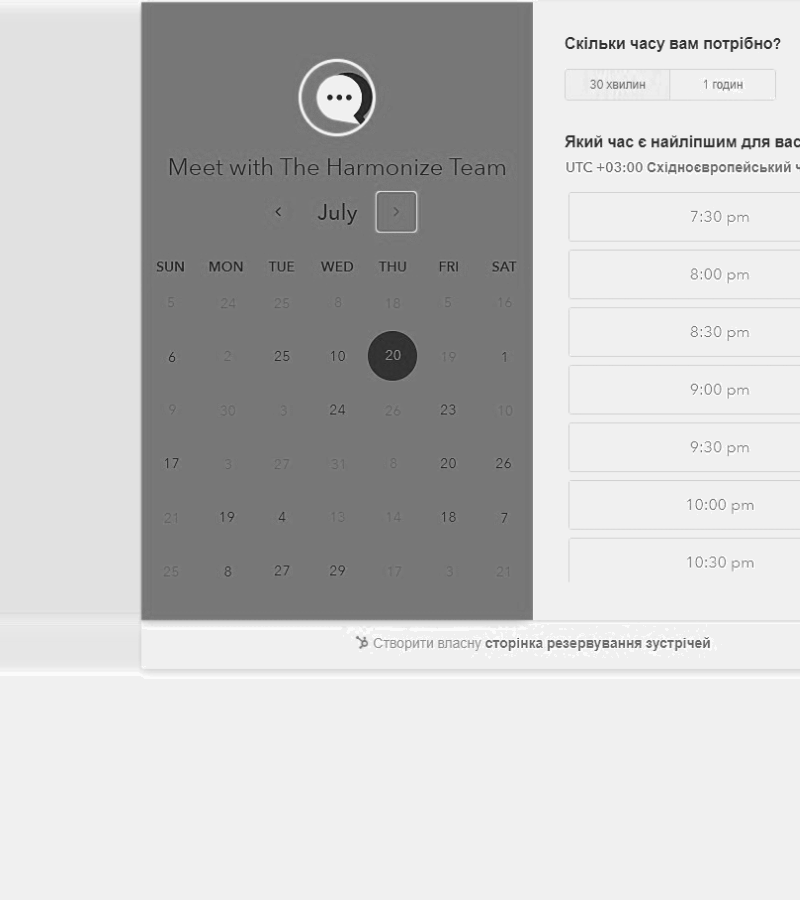 Meet with The Harmonize Team
July
SUN MON TUE WED THU FRI SAT
5 24 25 8 18 5 16
6 2 25 10 20 19 1
9 30 3 24 26 23 10
17 3 27 31 8 20 26
21 19 4 13 14 18 7
25 8 27 29 17 3 21
Скільки часу вам потрібно?
30 хвилин 1 годин
Який час є найліпшим для вас
UTC +03:00 Східноєвропейський ч
7:30 pm
8:00 pm
8:30 pm
9:00 pm
9:30 pm
10:00 pm
10:30 pm
Створити власну сторінка резервування зустрічей